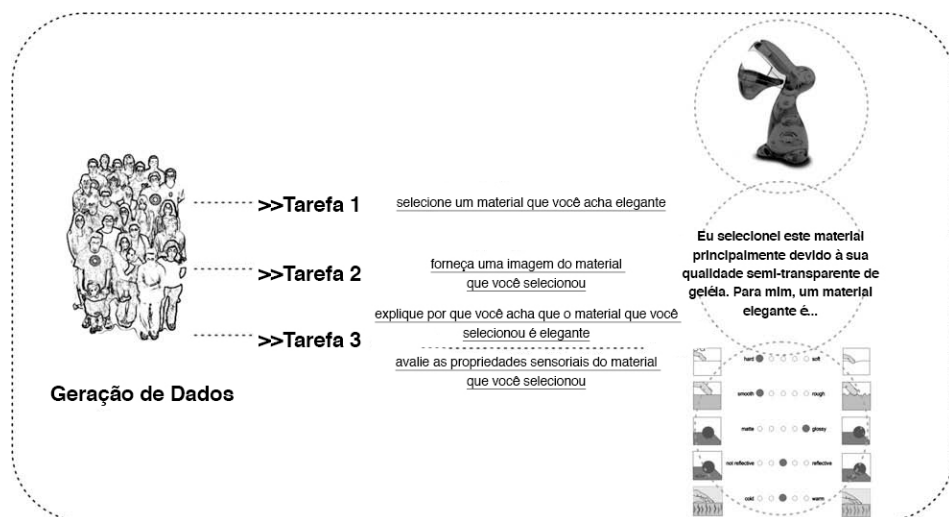 >>Tarefa 1
selecione um material que você acha elegante
>>Tarefa 2
forneça uma imagem do material
que você selecionou
>>Tarefa 3
explique por que você acha que o material que você
selecionou é elegante
avalie as propriedades sensoriais do material
que você selecionou
Geração de Dados
Eu selecionei este material
principalmente devido à sua
qualidade semi-transparente de
geléia. Para mim, um material
elegante é...
hard soft
smooth rough
matte glossy
not reflective reflective
cold warm